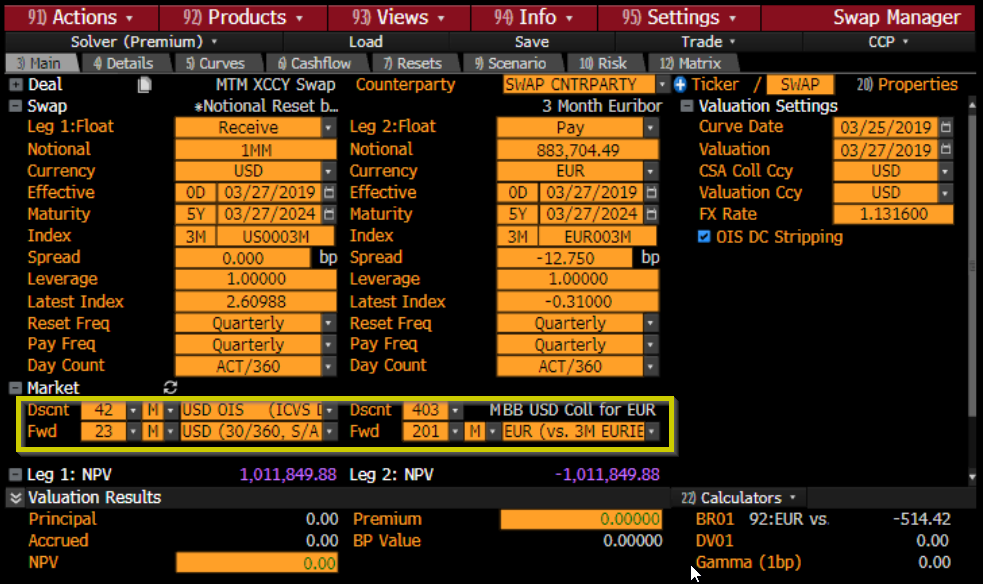 91) Actions 92) Products 93) Views 94) Info 95) Settings Swap Manager
Solver (Premium) Load Save Trade CCP
3) Main 4) Details 5) Curves 6) Cashflow 7) Resets 9) Scenario 10) Risk 12) Matrix
Deal MTM XCCY Swap Counterparty SWAP CNTRPARTY Ticker / SWAP 20) Properties
Swap *Notional Reset b... 3 Month Euribor Valuation Settings
Leg 1:Float Receive Leg 2:Float Pay Curve Date 03/25/2019
Notional 1MM Notional 883,704.49 Valuation 03/27/2019
Currency USD Currency EUR CSA Coll Ccy USD
Effective 0D 03/27/2019 Effective 0D 03/27/2019 Valuation Ccy USD
Maturity 5Y 03/27/2024 Maturity 5Y 03/27/2024 FX Rate 1.131600
Index 3M US0003M Index 3M EUR003M OIS DC Stripping
Spread 0.000 bp Spread -12.750 bp
Leverage 1.00000 Leverage 1.00000
Latest Index 2.60988 Latest Index -0.31000
Reset Freq Quarterly Reset Freq Quarterly
Pay Freq Quarterly Pay Freq Quarterly
Day Count ACT/360 Day Count ACT/360
Market
Dscnt 42 M USD OIS (ICVS D Dscnt 403 MBB USD Coll for EUR
Fwd 23 M USD (30/360, S/A Fwd 201 M EUR (vs. 3M EURIE
Leg 1: NPV 1,011,849.88 Leg 2: NPV -1,011,849.88
Valuation Results 22) Calculators
Principal 0.00 Premium 0.00000 BR01 92:EUR vs. -514.42
Accrued 0.00 BP Value 0.00000 DV01 0.00
NPV 0.00 Gamma (1bp) 0.00